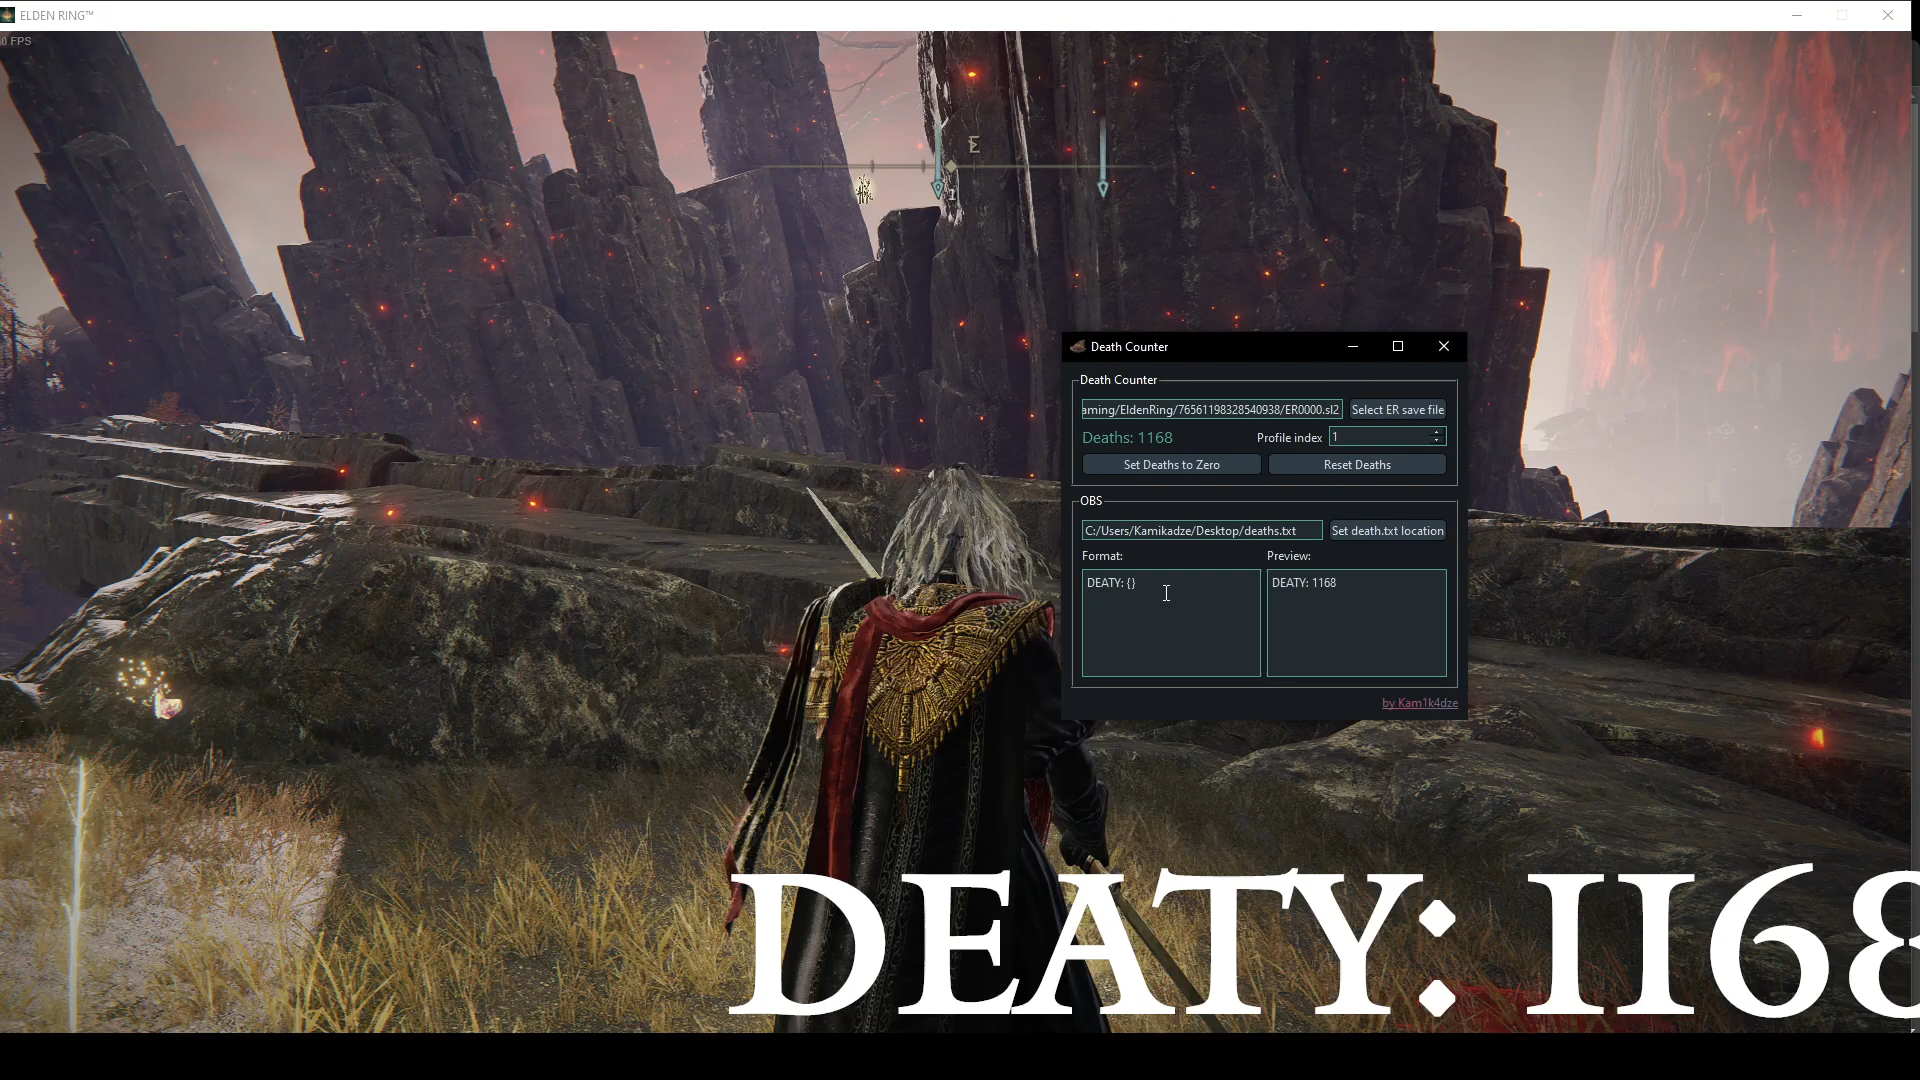 ELDEN RING™
0 FPS
E
Death Counter
Death Counter
aming/EldenRing/76561198328540938/ER0000.sl2 Select ER save file
Deaths: 1168 Profile index 1
Set Deaths to Zero Reset Deaths
OBS
C:/Users/Kamikadze/Desktop/deaths.txt Set death.txt location
Format: Preview:
DEATY: {} DEATY: 1168
by Kam1k4dze
DEATY: 1168